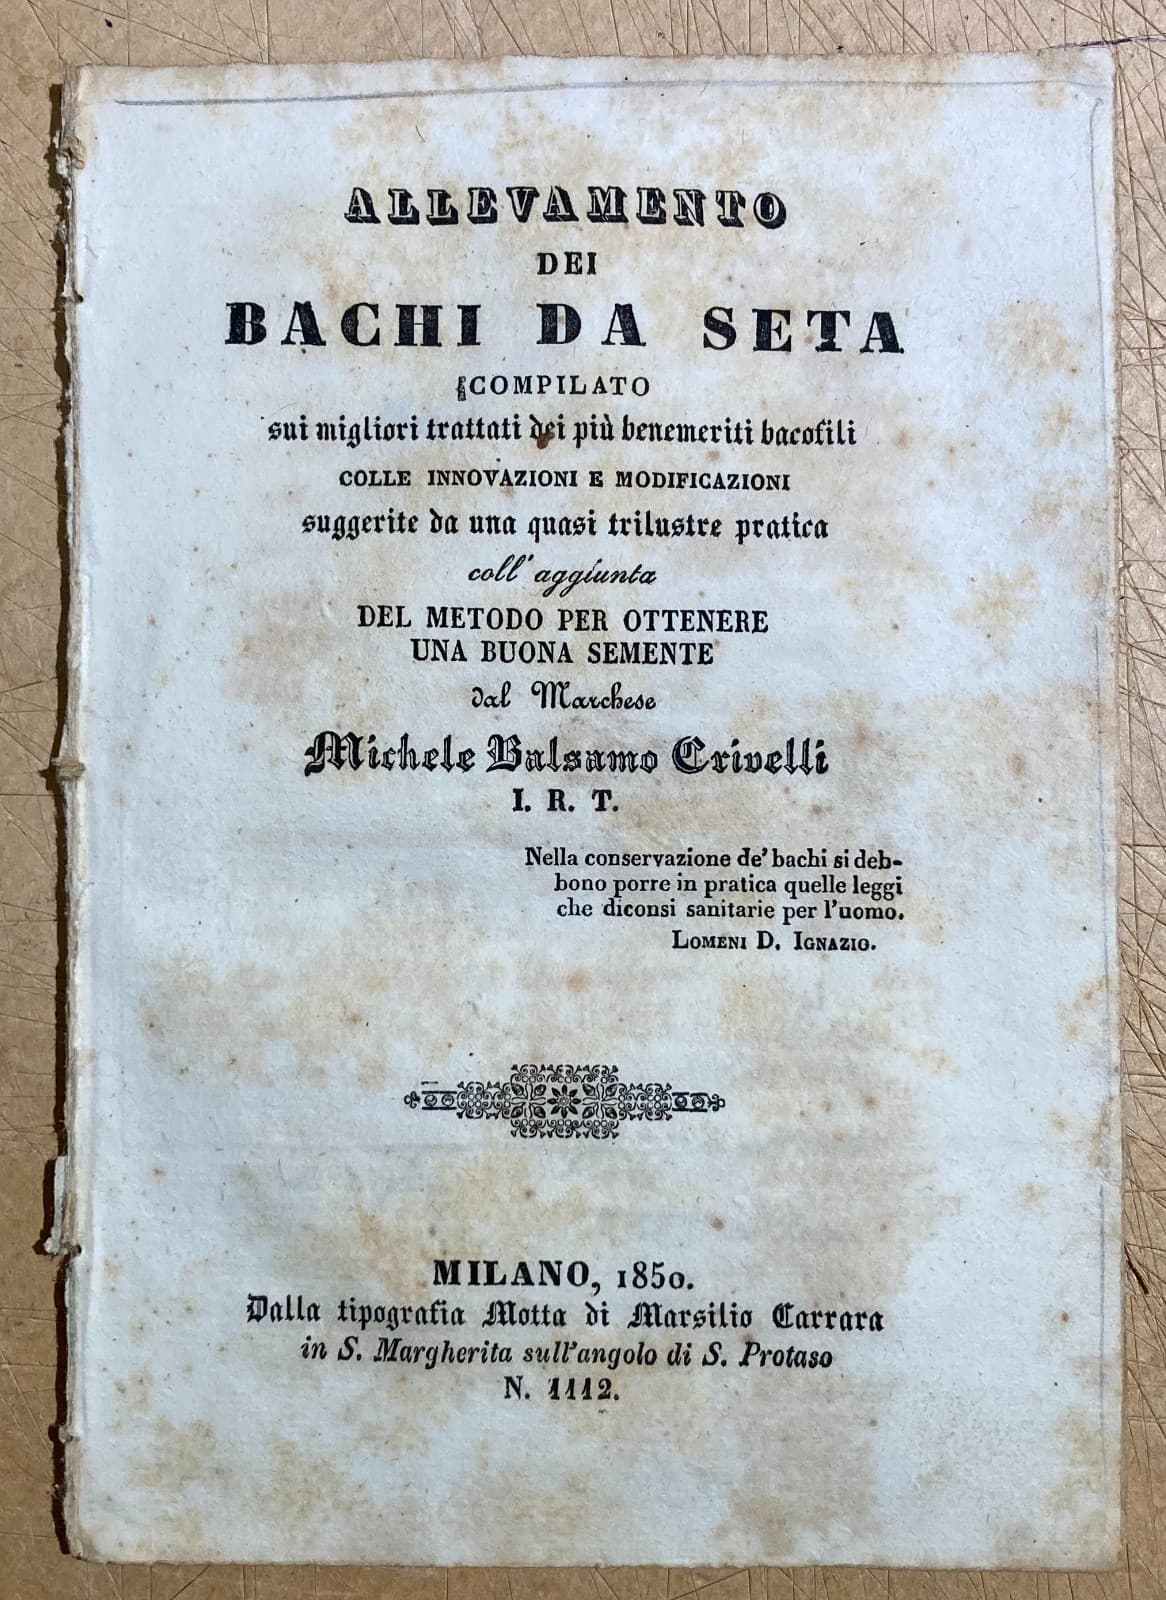 ALLEVAMENTO
DEI
BACHI DA SETA
COMPILATO
sui migliori trattati dei più benemeriti bacofili
COLLE INNOVAZIONI E MODIFICAZIONI
suggerite da una quasi trilustre pratica
coll' aggiunta
DEL METODO PER OTTENERE
UNA BUONA SEMENTE
dal Marchese
Michele Balsamo Crivelli
I. R. T.
Nella conservazione de' bachi si deb-
bono porre in pratica quelle leggi
che diconsi sanitarie per l'uomo.
LOMENI D. IGNAZIO.
MILANO, 1850.
Dalla tipografia Motta di Marsilio Carrara
in S. Margherita sull'angolo di S. Protaso
N. 1112.